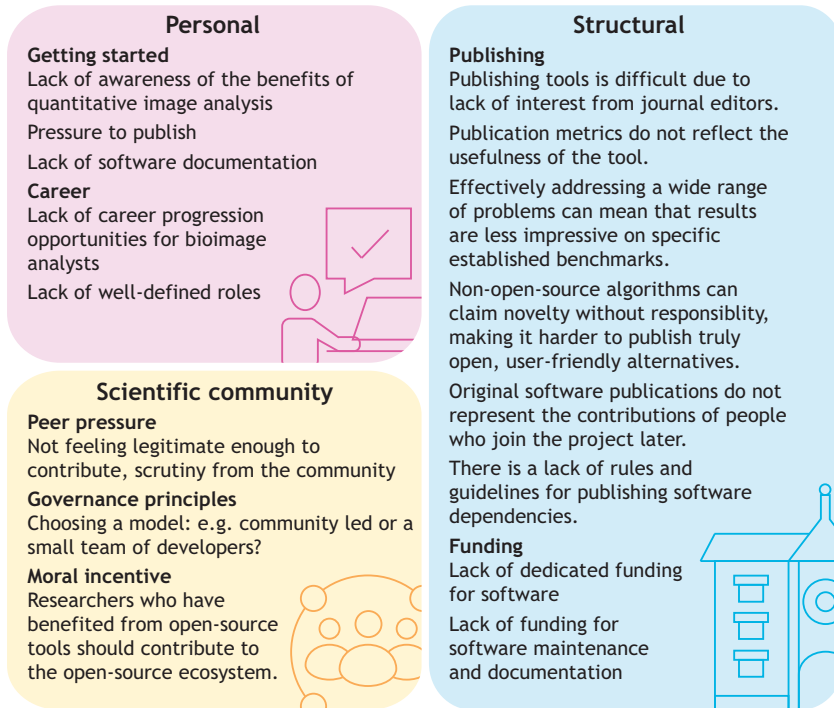 Personal
Getting started
Lack of awareness of the benefits of
quantitative image analysis
Pressure to publish
Lack of software documentation
Career
Lack of career progression
opportunities for bioimage
analysts
Lack of well-defined roles
Scientific community
Peer pressure
Not feeling legitimate enough to
contribute, scrutiny from the community
Governance principles
Choosing a model: e.g. community led or a
small team of developers?
Moral incentive
Researchers who have
benefited from open-source
tools should contribute to
the open-source ecosystem.
Structural
Publishing
Publishing tools is difficult due to
lack of interest from journal editors.
Publication metrics do not reflect the
usefulness of the tool.
Effectively addressing a wide range
of problems can mean that results
are less impressive on specific
established benchmarks.
Non-open-source algorithms can
claim novelty without responsiblity,
making it harder to publish truly
open, user-friendly alternatives.
Original software publications do not
represent the contributions of people
who join the project later.
There is a lack of rules and
guidelines for publishing software
dependencies.
Funding
Lack of dedicated funding
for software
Lack of funding for
software maintenance
and documentation